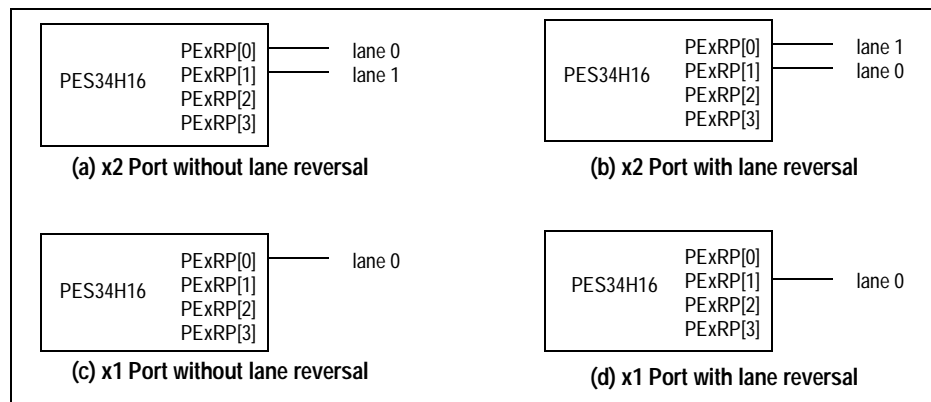 PES34H16
PExRP[0] lane 0
PExRP[1] lane 1
PExRP[2]
PExRP[3]
(a) x2 Port without lane reversal
PES34H16
PExRP[0] lane 1
PExRP[1] lane 0
PExRP[2]
PExRP[3]
(b) x2 Port with lane reversal
PES34H16
PExRP[0] lane 0
PExRP[1]
PExRP[2]
PExRP[3]
(c) x1 Port without lane reversal
PES34H16
PExRP[0]
PExRP[1] lane 0
PExRP[2]
PExRP[3]
(d) x1 Port with lane reversal